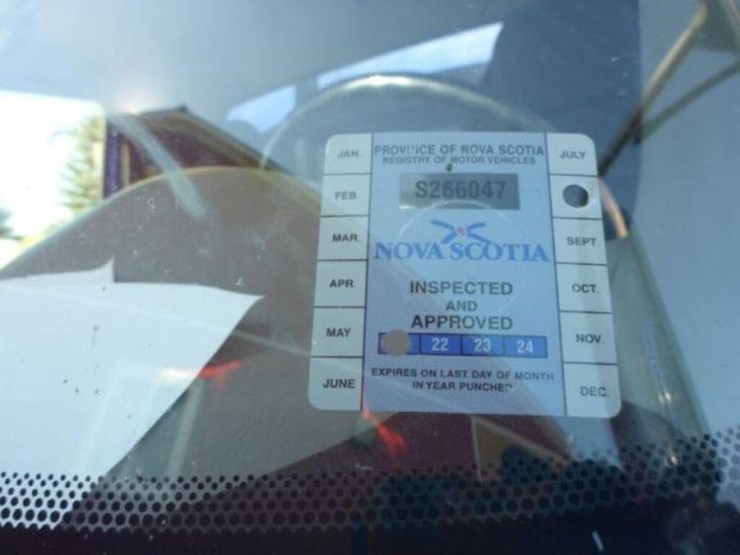 PROVINCE OF NOVA SCOTIA
REGISTRY OF MOTOR VEHICLES
S266047
NOVA SCOTIA
INSPECTED
AND
APPROVED
22 23 24
EXPIRES ON LAST DAY OF MONTH
IN YEAR PUNCHED
JAN.
FEB.
MAR.
APR.
MAY
JUNE
JULY
SEPT.
OCT.
NOV.
DEC.